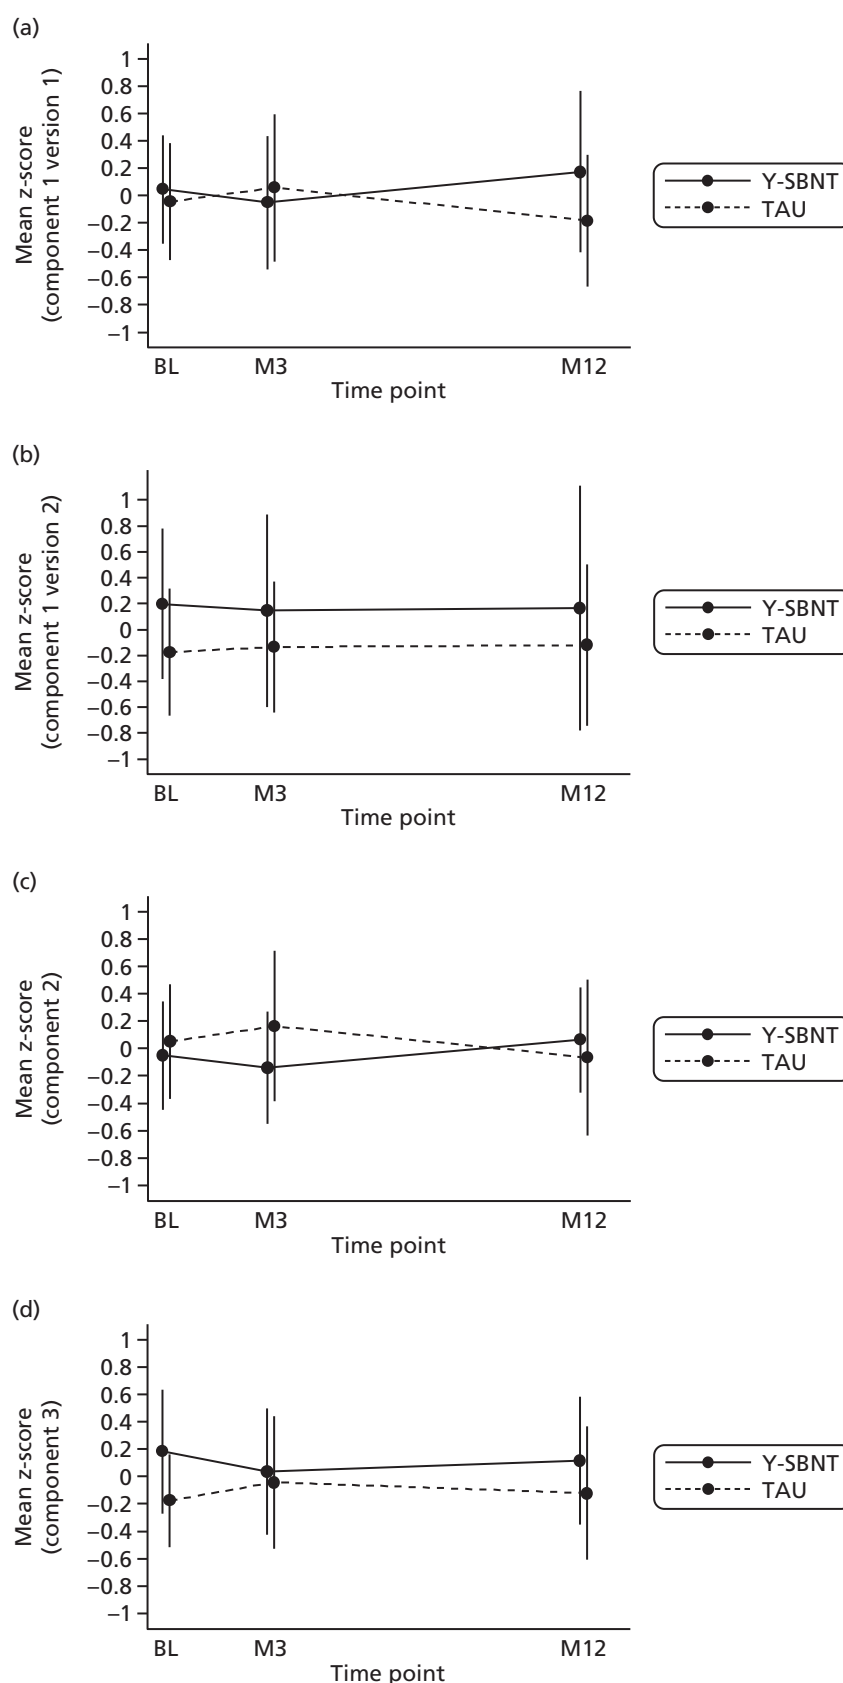 (a)
Mean z-score
(component 1 version 1)
1
0.8
0.6
0.4
0.2
0
−0.2
−0.4
−0.6
−0.8
−1
BL M3 M12
Time point
Y-SBNT
TAU
(b)
Mean z-score
(component 1 version 2)
1
0.8
0.6
0.4
0.2
0
−0.2
−0.4
−0.6
−0.8
−1
BL M3 M12
Time point
Y-SBNT
TAU
(c)
Mean z-score
(component 2)
1
0.8
0.6
0.4
0.2
0
−0.2
−0.4
−0.6
−0.8
−1
BL M3 M12
Time point
Y-SBNT
TAU
(d)
Mean z-score
(component 3)
1
0.8
0.6
0.4
0.2
0
−0.2
−0.4
−0.6
−0.8
−1
BL M3 M12
Time point
Y-SBNT
TAU